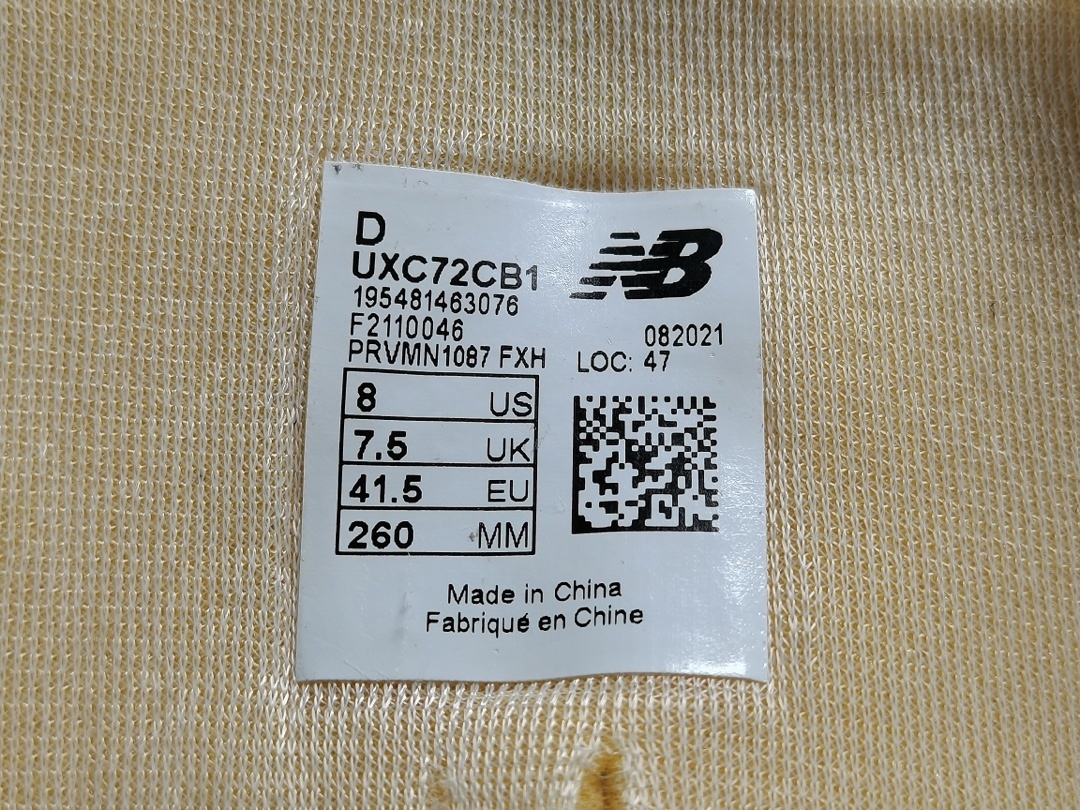 D
UXC72CB1
195481463076
F2110046
PRVMN1087 FXH
NB
082021
LOC: 47
8 US
7.5 UK
41.5 EU
260 MM
Made in China
Fabriqué en Chine